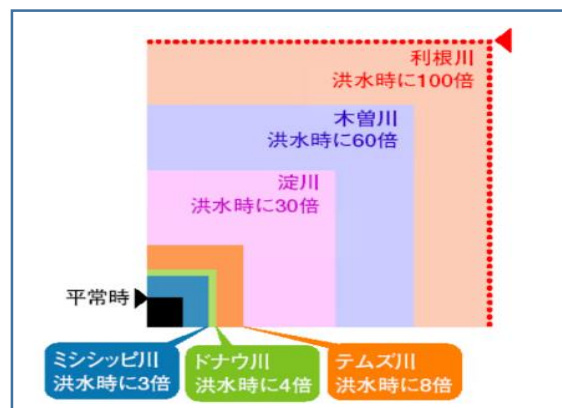 利根川
洪水時に100倍
木曽川
洪水時に60倍
淀川
洪水時に30倍
平常時
ミシシッピ川
洪水時に3倍
ドナウ川
洪水時に4倍
テムズ川
洪水時に8倍